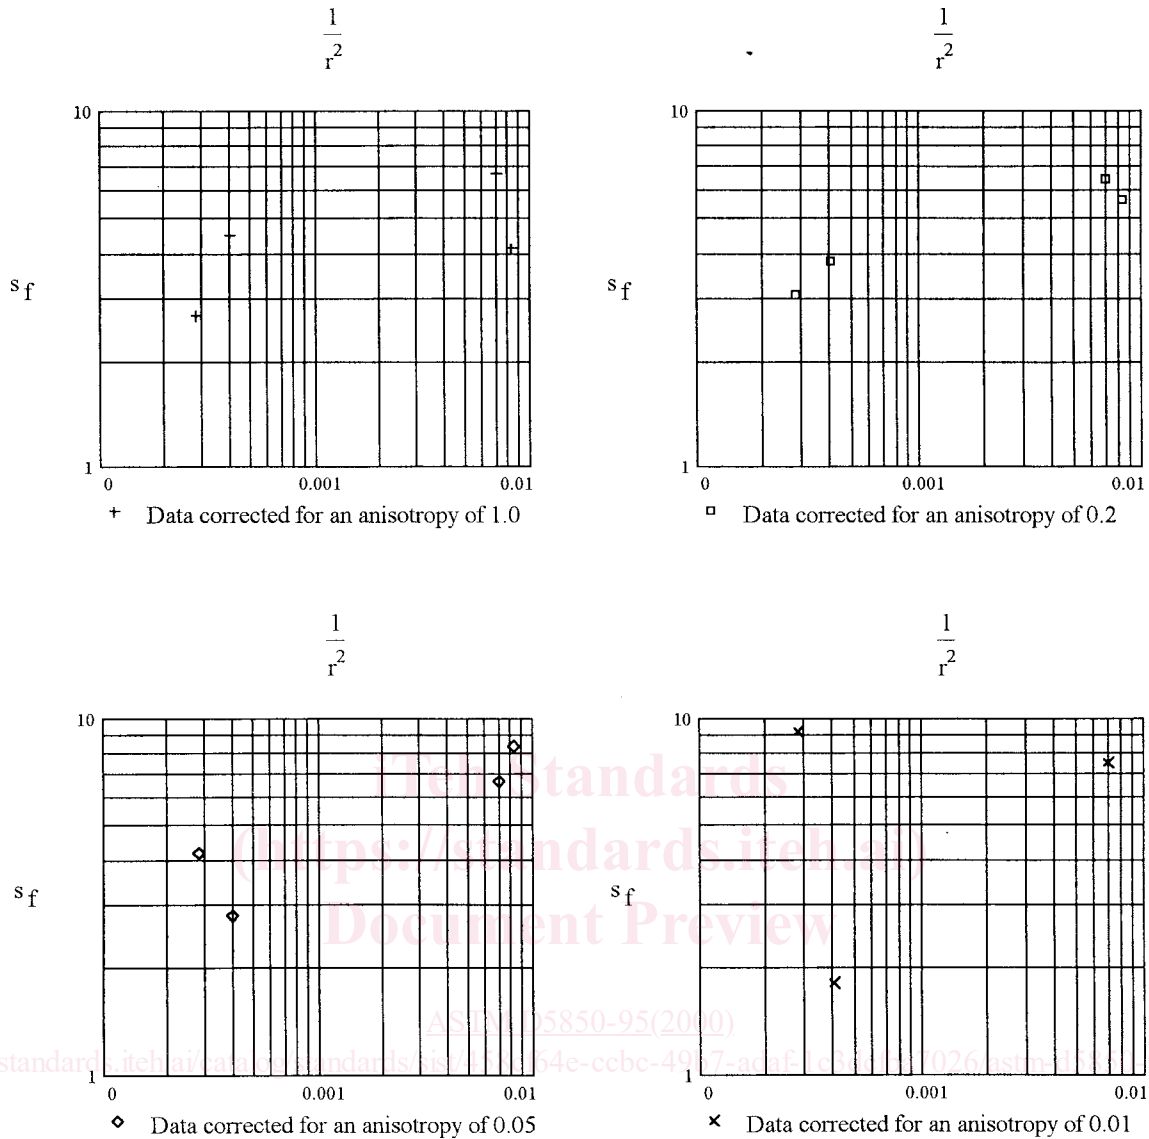 1
r2
1
r2
10
10
s f
s f
1
1
0 0.001 0.01
0 0.001 0.01
+ Data corrected for an anisotropy of 1.0
Data corrected for an anisotropy of 0.2
1
r2
1
r2
10
10
iTeh Standards
(https://standards.iteh.ai)
s f
s f
Document Preview
ASTM D5850-95(2000)
1
1
0 0.001 0.01
0 0.001 0.01
Data corrected for an anisotropy of 0.05
× Data corrected for an anisotropy of 0.01